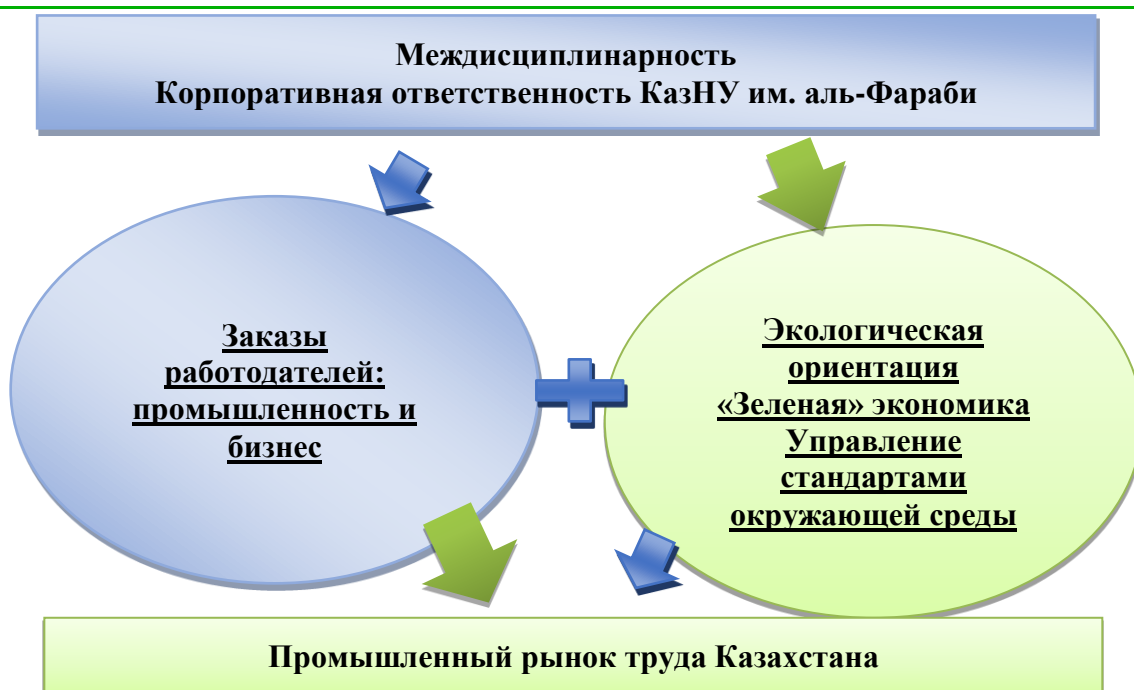 Междисциплинарность
Корпоративная ответственность КазНУ им. аль-Фараби
Заказы
работодателей:
промышленность и
бизнес
Экологическая
ориентация
«Зеленая» экономика
Управление
стандартами
окружающей среды
Промышленный рынок труда Казахстана